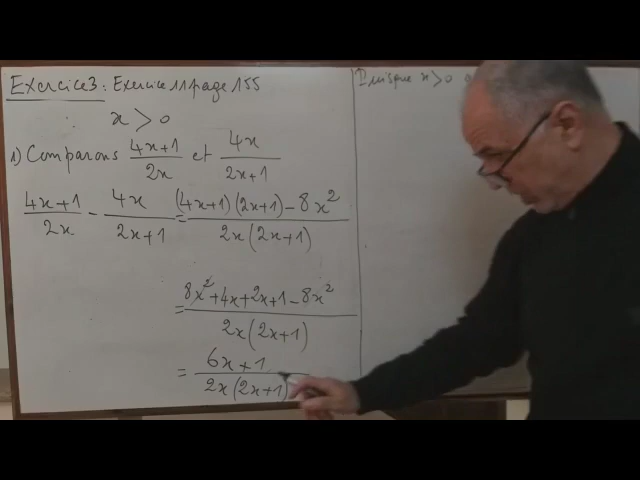 Exercice 3 : Exercice 11 page 155
x > 0
1) Comparons (4x+1)/(2x) et (4x)/(2x+1)
(4x+1)/(2x) - (4x)/(2x+1) = ((4x+1)(2x+1) - 8x²)/(2x(2x+1))
= (8x² + 4x + 2x + 1 - 8x²)/(2x(2x+1))
= (6x+1)/(2x(2x+1))
Puisque x > 0